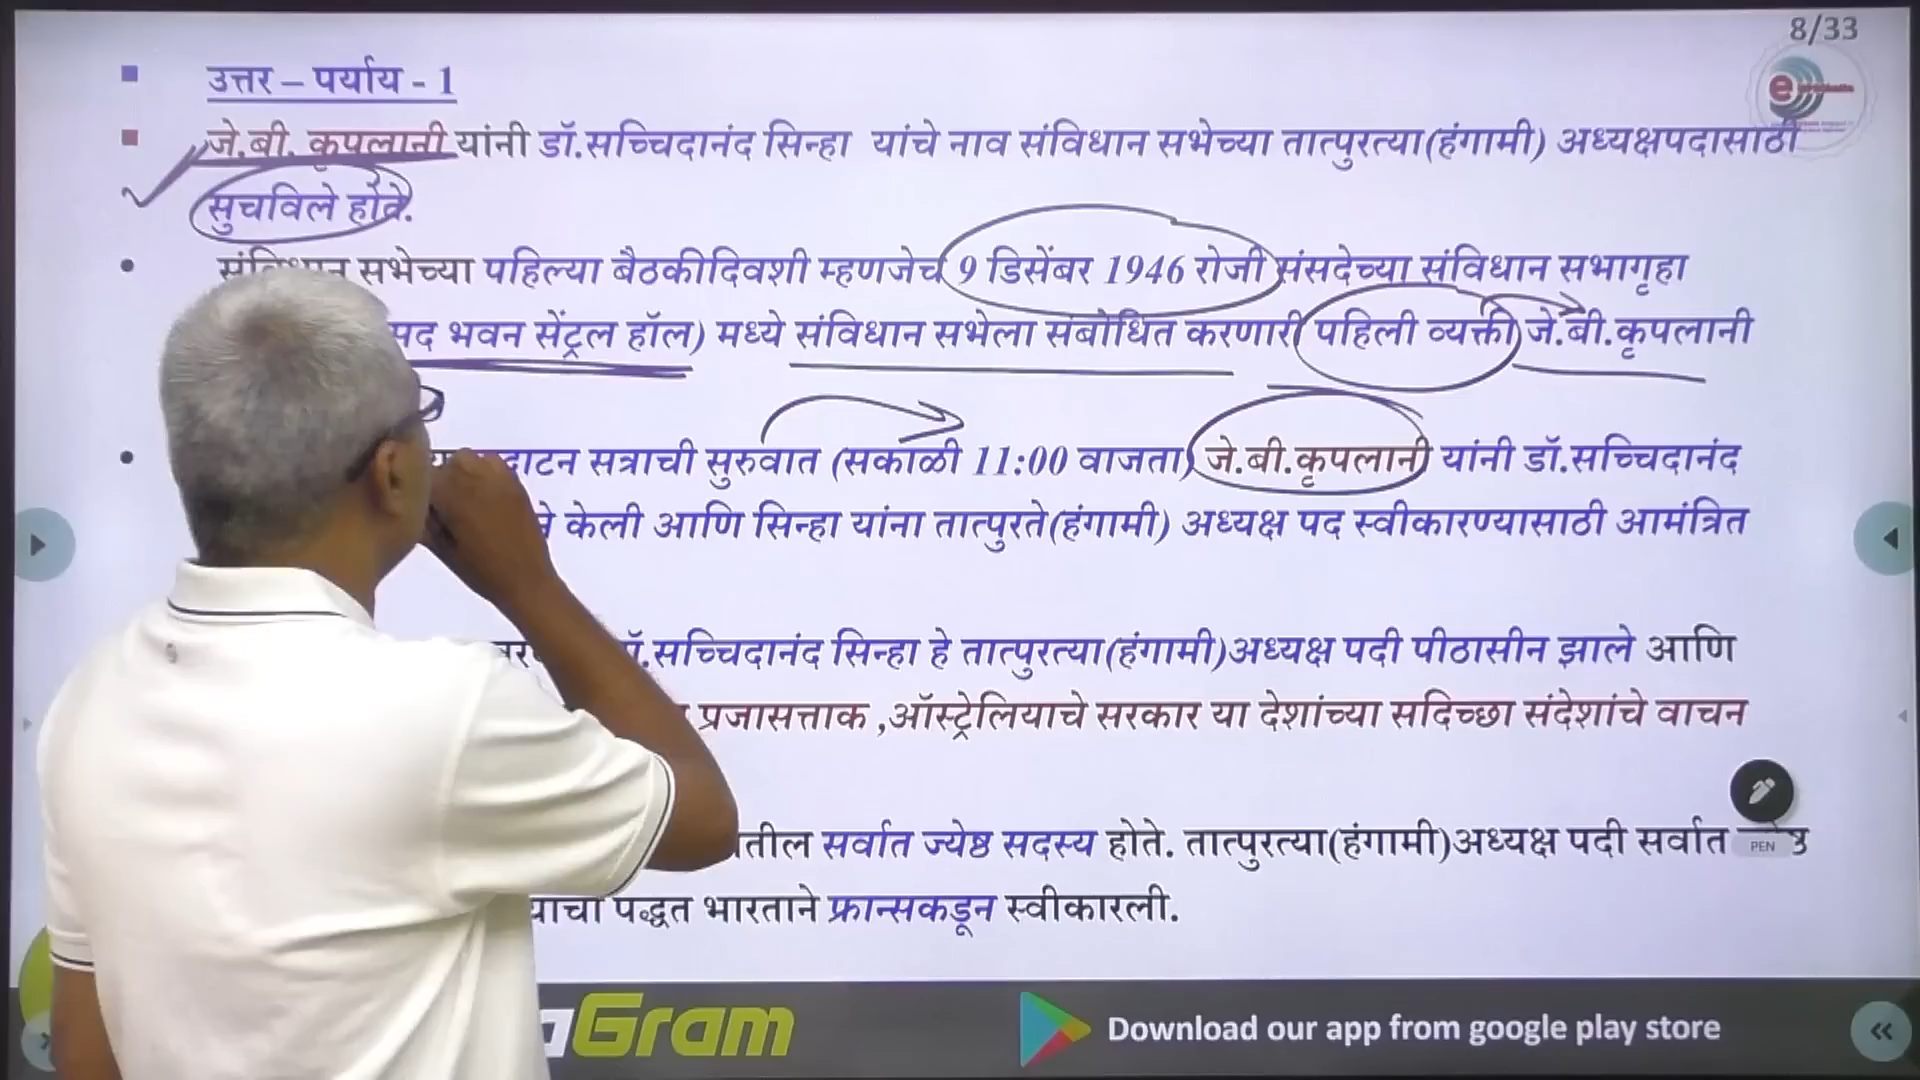 8/33
उत्तर – पर्याय - 1
जे.बी. कृपलानी यांनी डॉ.सच्चिदानंद सिन्हा यांचे नाव संविधान सभेच्या तात्पुरत्या(हंगामी) अध्यक्षपदासाठी
सुचविले होते.
संविधान सभेच्या पहिल्या बैठकीदिवशी म्हणजेच 9 डिसेंबर 1946 रोजी संसदेच्या संविधान सभागृहा
भवन सेंट्रल हॉल) मध्ये संविधान सभेला संबोधित करणारी पहिली व्यक्ती जे.बी.कृपलानी
सत्राची सुरुवात (सकाळी 11:00 वाजता) जे.बी.कृपलानी यांनी डॉ.सच्चिदानंद
केली आणि सिन्हा यांना तात्पुरते(हंगामी) अध्यक्ष पद स्वीकारण्यासाठी आमंत्रित
डॉ.सच्चिदानंद सिन्हा हे तात्पुरत्या(हंगामी)अध्यक्ष पदी पीठासीन झाले आणि
प्रजासत्ताक ,ऑस्ट्रेलियाचे सरकार या देशांच्या सदिच्छा संदेशांचे वाचन
सर्वात ज्येष्ठ सदस्य होते. तात्पुरत्या(हंगामी)अध्यक्ष पदी सर्वात
PEN
पद्धत भारताने फ्रान्सकडून स्वीकारली.
Gram
Download our app from google play store